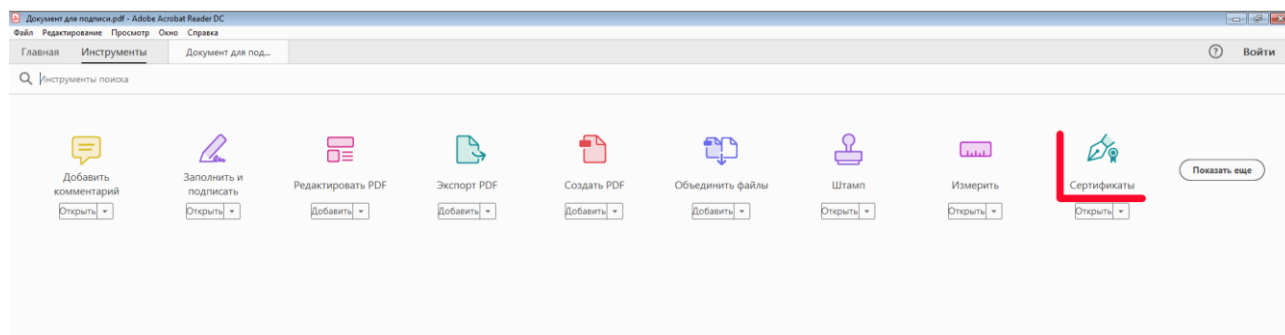 Документ для подписи.pdf - Adobe Acrobat Reader DC
Файл Редактирование Просмотр Окно Справка
Главная Инструменты Документ для под... Войти
Инструменты поиска
Добавить комментарий
Открыть
Заполнить и подписать
Открыть
Редактировать PDF
Добавить
Экспорт PDF
Добавить
Создать PDF
Добавить
Объединить файлы
Добавить
Штамп
Открыть
Измерить
Открыть
Сертификаты
Открыть
Показать еще